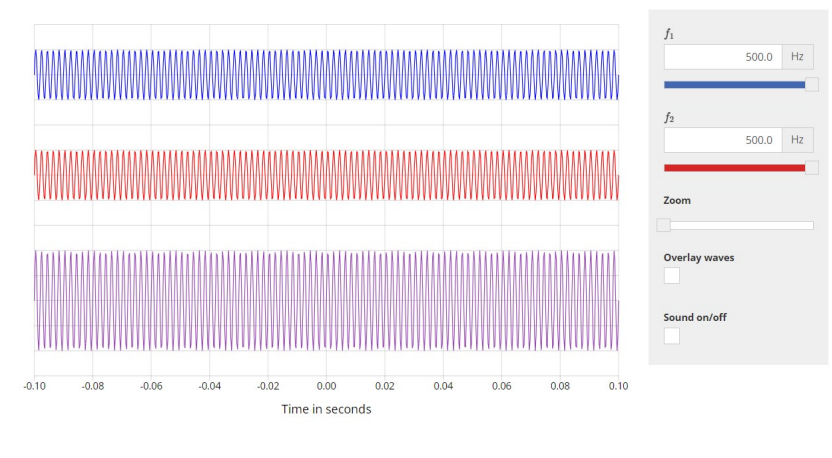 f₁
500.0 Hz
f₂
500.0 Hz
Zoom
Overlay waves
Sound on/off
-0.10 -0.08 -0.06 -0.04 -0.02 0.00 0.02 0.04 0.06 0.08 0.10
Time in seconds